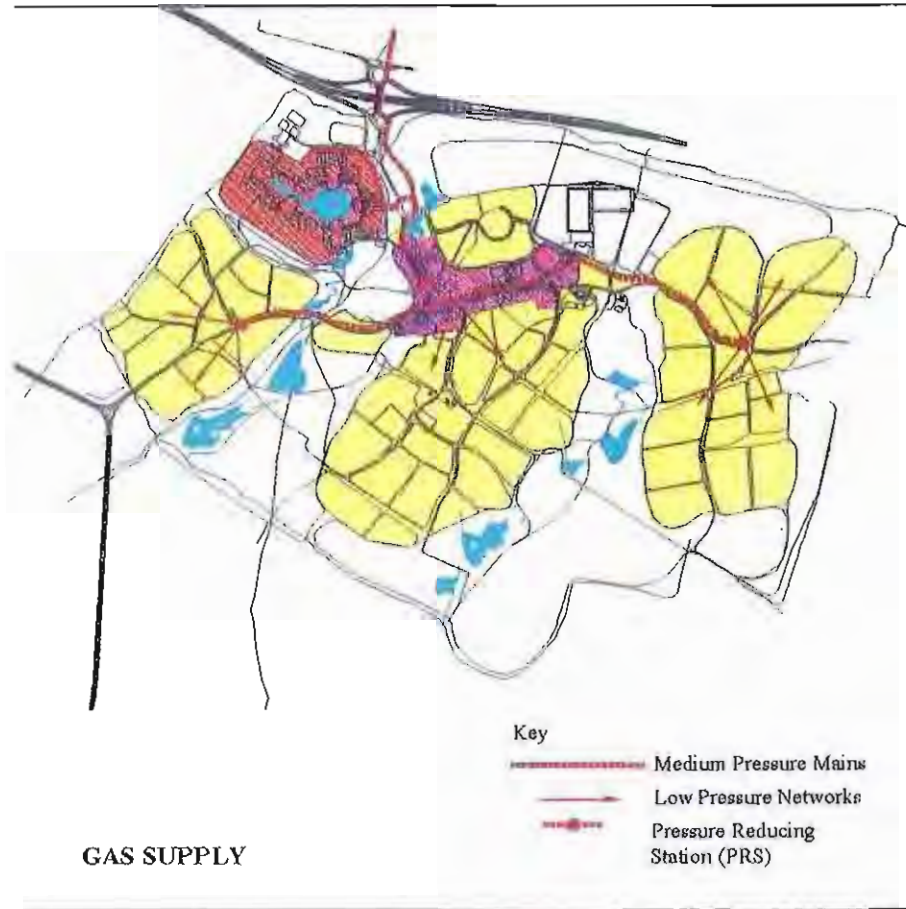 Key
Medium Pressure Mains
Low Pressure Networks
Pressure Reducing
Station (PRS)
GAS SUPPLY